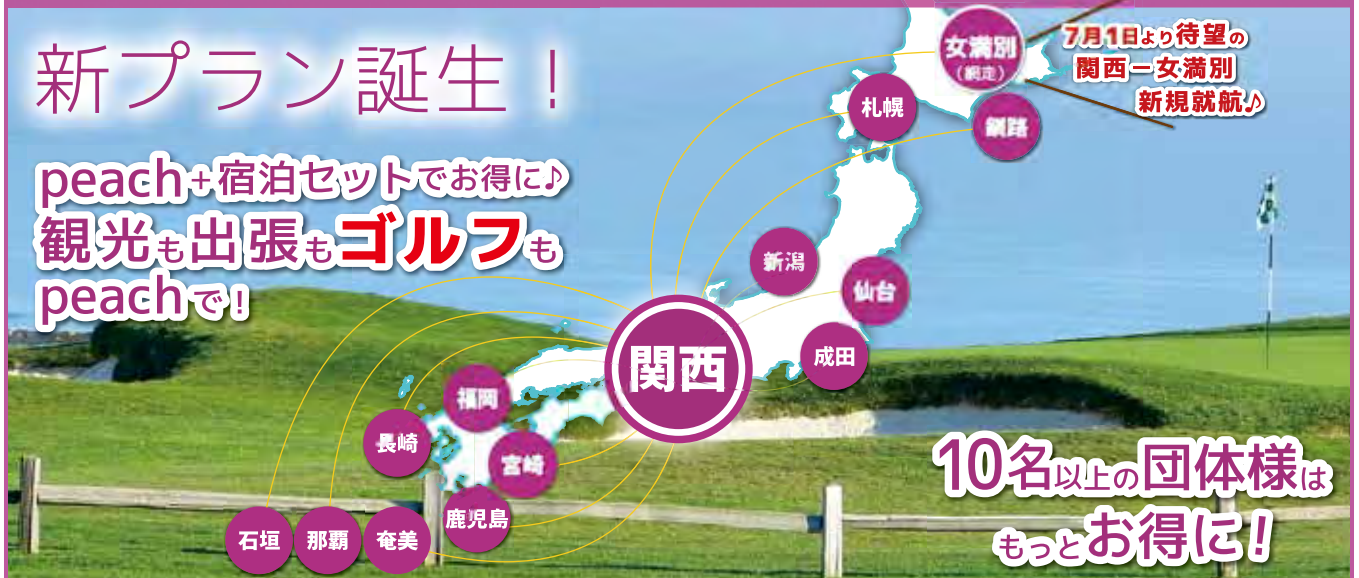 新プラン誕生！
peach+宿泊セットでお得に♪
観光も出張もゴルフも
peachで！
7月1日より待望の
関西ー女満別
新規就航♪
女満別
（網走）
札幌
釧路
新潟
仙台
成田
関西
福岡
長崎
宮崎
鹿児島
石垣
那覇
奄美
10名以上の団体様は
もっとお得に！